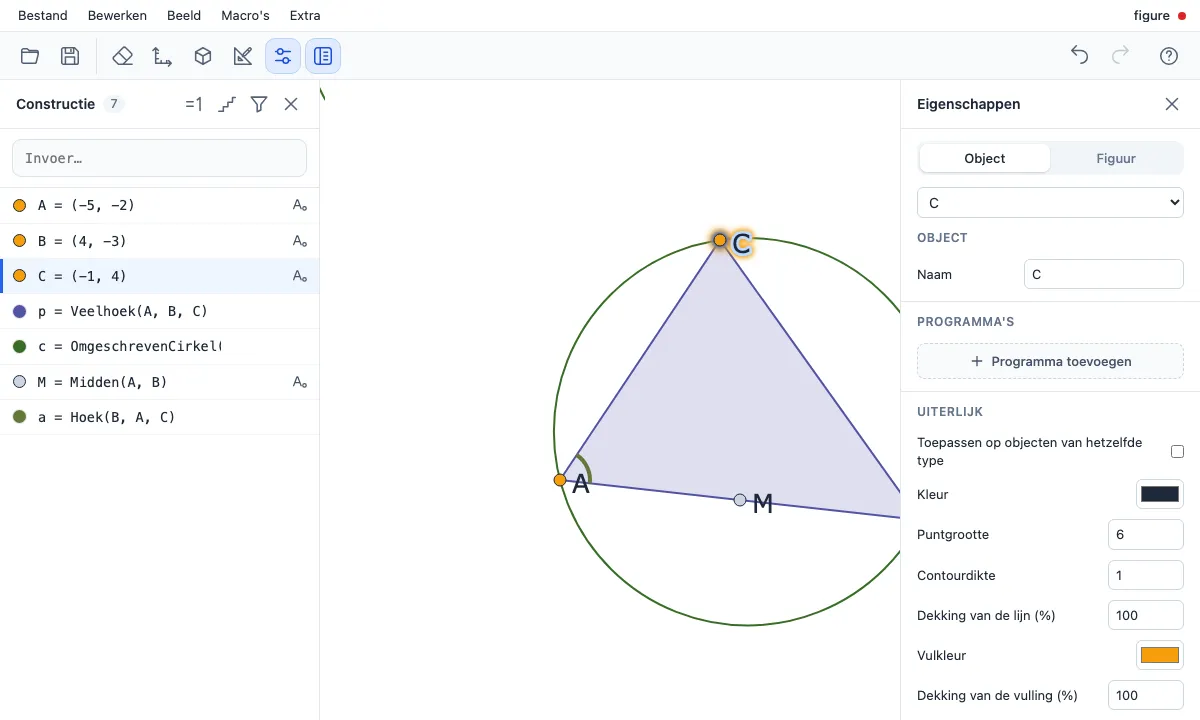 Bestand Bewerken Beeld Macro's Extra figure
Constructie 7 =1
Invoer…
A = (−5, −2)
B = (4, −3)
C = (−1, 4)
p = Veelhoek(A, B, C)
c = OmgeschrevenCirkel(
M = Midden(A, B)
a = Hoek(B, A, C)
C
A
M
Eigenschappen
Object Figuur
C
OBJECT
Naam C
PROGRAMMA'S
+ Programma toevoegen
UITERLIJK
Toepassen op objecten van hetzelfde
type
Kleur
Puntgrootte 6
Contourdikte 1
Dekking van de lijn (%) 100
Vulkleur
Dekking van de vulling (%) 100